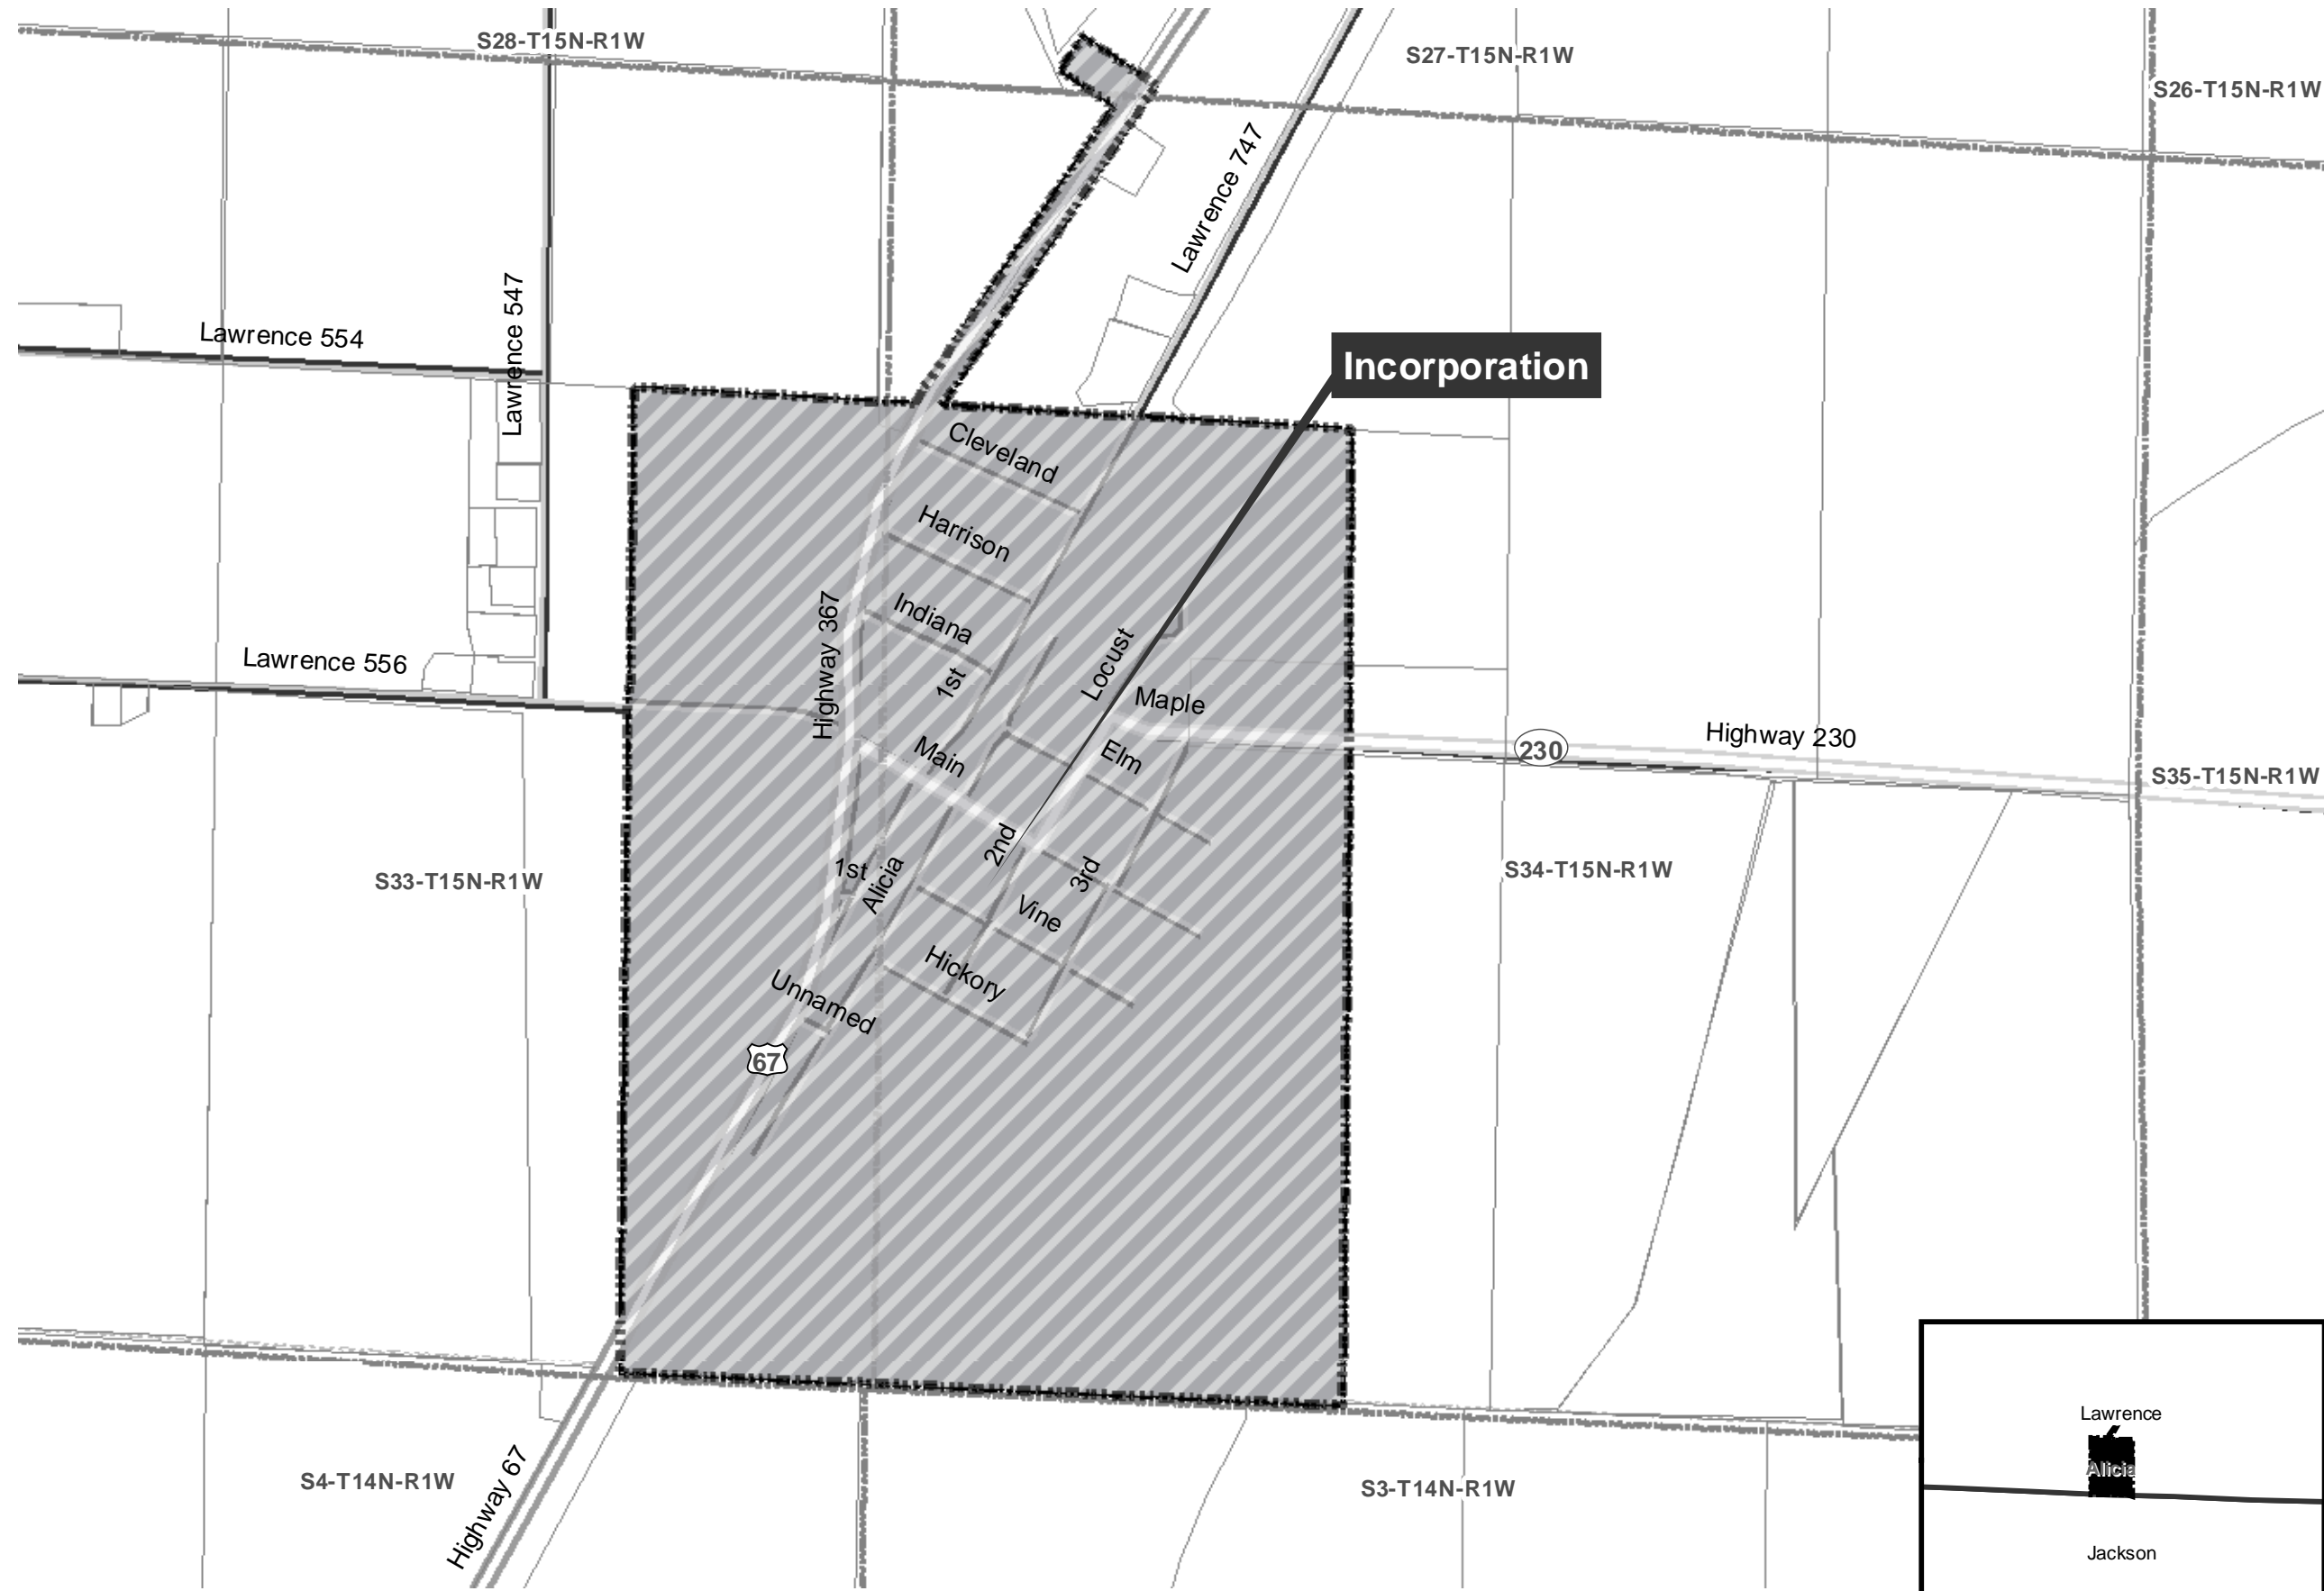 S28-T15N-R1W
S27-T15N-R1W
S26-T15N-R1W
Lawrence 747
Lawrence 554
Lawrence 547
Incorporation
Cleveland
Harrison
Indiana
Highway 367
1st
Locust
Lawrence 556
Maple
Main
Elm
Highway 230
230
S35-T15N-R1W
2nd
1st
Alicia
3rd
S33-T15N-R1W
S34-T15N-R1W
Vine
Hickory
Unnamed
67
Lawrence
Alicia
S4-T14N-R1W
Highway 67
S3-T14N-R1W
Jackson